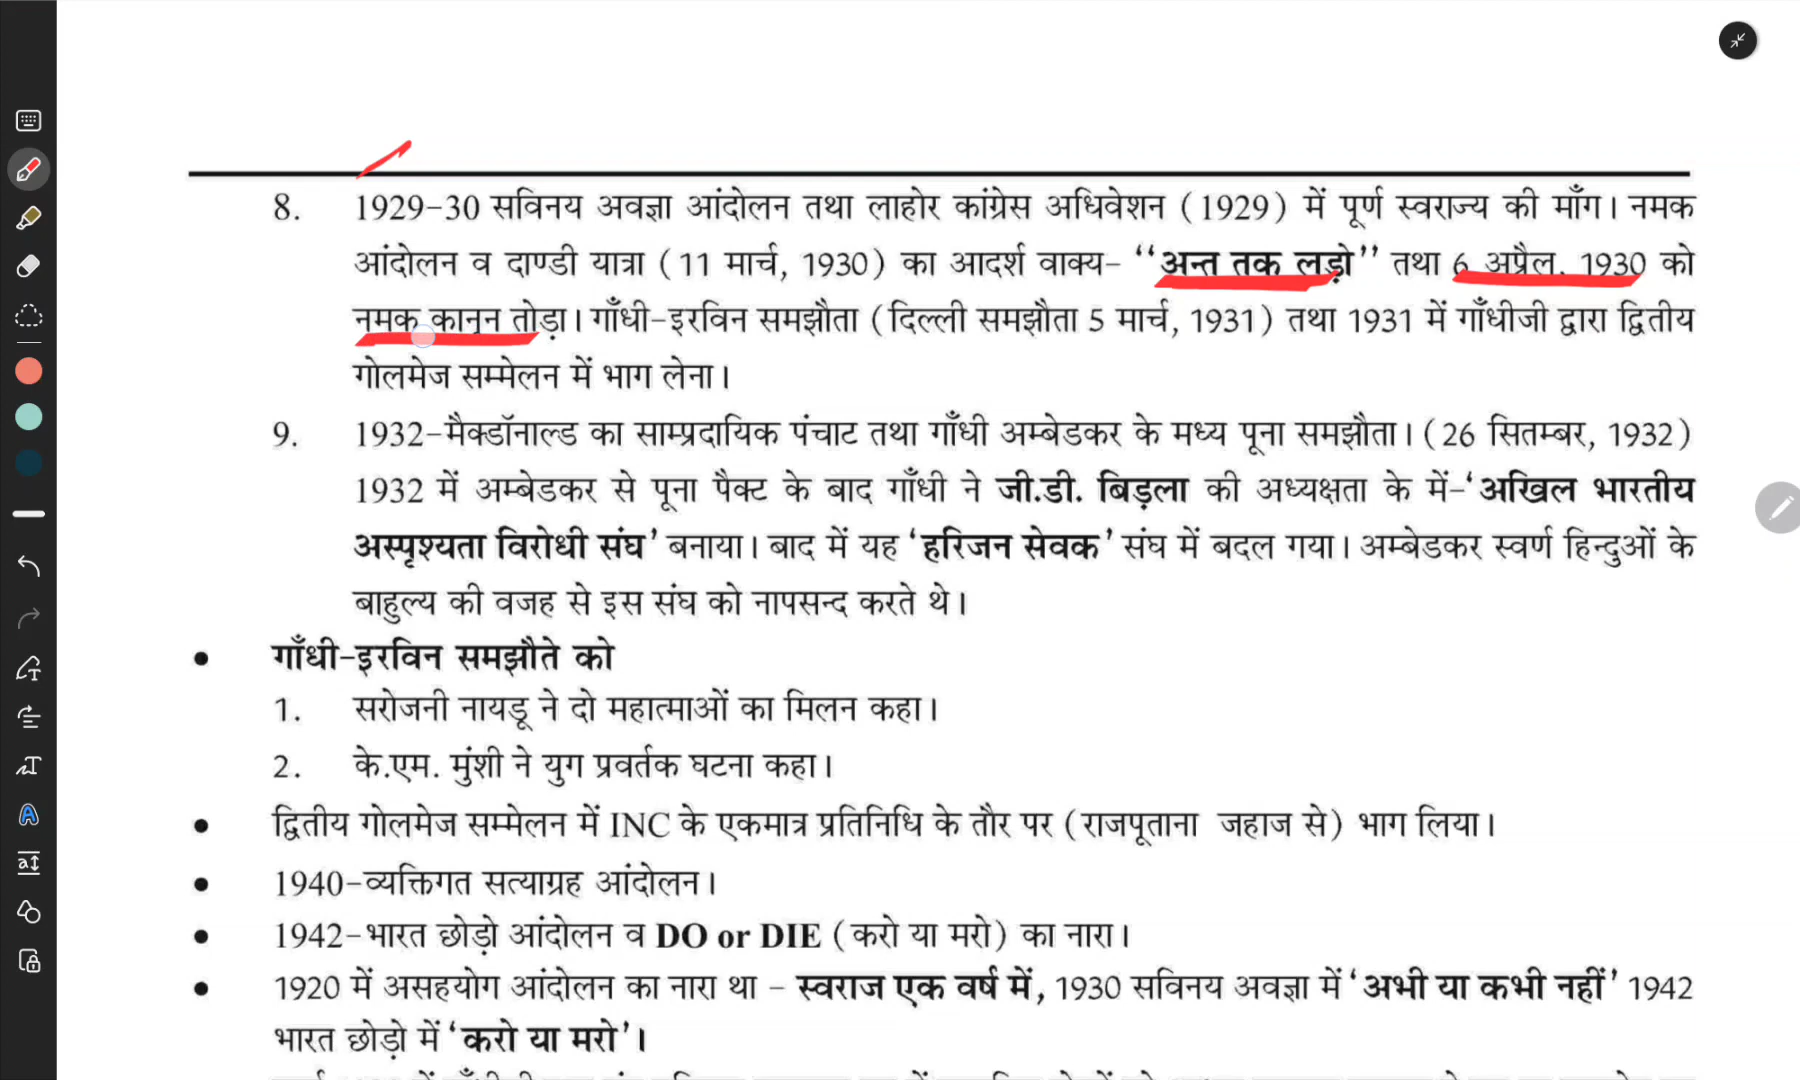 8. 1929-30 सविनय अवज्ञा आंदोलन तथा लाहोर कांग्रेस अधिवेशन (1929) में पूर्ण स्वराज्य की माँग। नमक
आंदोलन व दाण्डी यात्रा (11 मार्च, 1930) का आदर्श वाक्य- “अन्त तक लड़ो” तथा 6 अप्रैल, 1930 को
नमक कानून तोड़ा। गाँधी-इरविन समझौता (दिल्ली समझौता 5 मार्च, 1931) तथा 1931 में गाँधीजी द्वारा द्वितीय
गोलमेज सम्मेलन में भाग लेना।
9. 1932-मैक्डॉनाल्ड का साम्प्रदायिक पंचाट तथा गाँधी अम्बेडकर के मध्य पूना समझौता। (26 सितम्बर, 1932)
1932 में अम्बेडकर से पूना पैक्ट के बाद गाँधी ने जी.डी. बिड़ला की अध्यक्षता के में-‘अखिल भारतीय
अस्पृश्यता विरोधी संघ’ बनाया। बाद में यह ‘हरिजन सेवक’ संघ में बदल गया। अम्बेडकर स्वर्ण हिन्दुओं के
बाहुल्य की वजह से इस संघ को नापसन्द करते थे।
● गाँधी-इरविन समझौते को
1. सरोजनी नायडू ने दो महात्माओं का मिलन कहा।
2. के.एम. मुंशी ने युग प्रवर्तक घटना कहा।
● द्वितीय गोलमेज सम्मेलन में INC के एकमात्र प्रतिनिधि के तौर पर (राजपूताना जहाज से) भाग लिया।
● 1940-व्यक्तिगत सत्याग्रह आंदोलन।
● 1942-भारत छोड़ो आंदोलन व DO or DIE (करो या मरो) का नारा।
● 1920 में असहयोग आंदोलन का नारा था - स्वराज एक वर्ष में, 1930 सविनय अवज्ञा में ‘अभी या कभी नहीं’ 1942
भारत छोड़ो में ‘करो या मरो’।